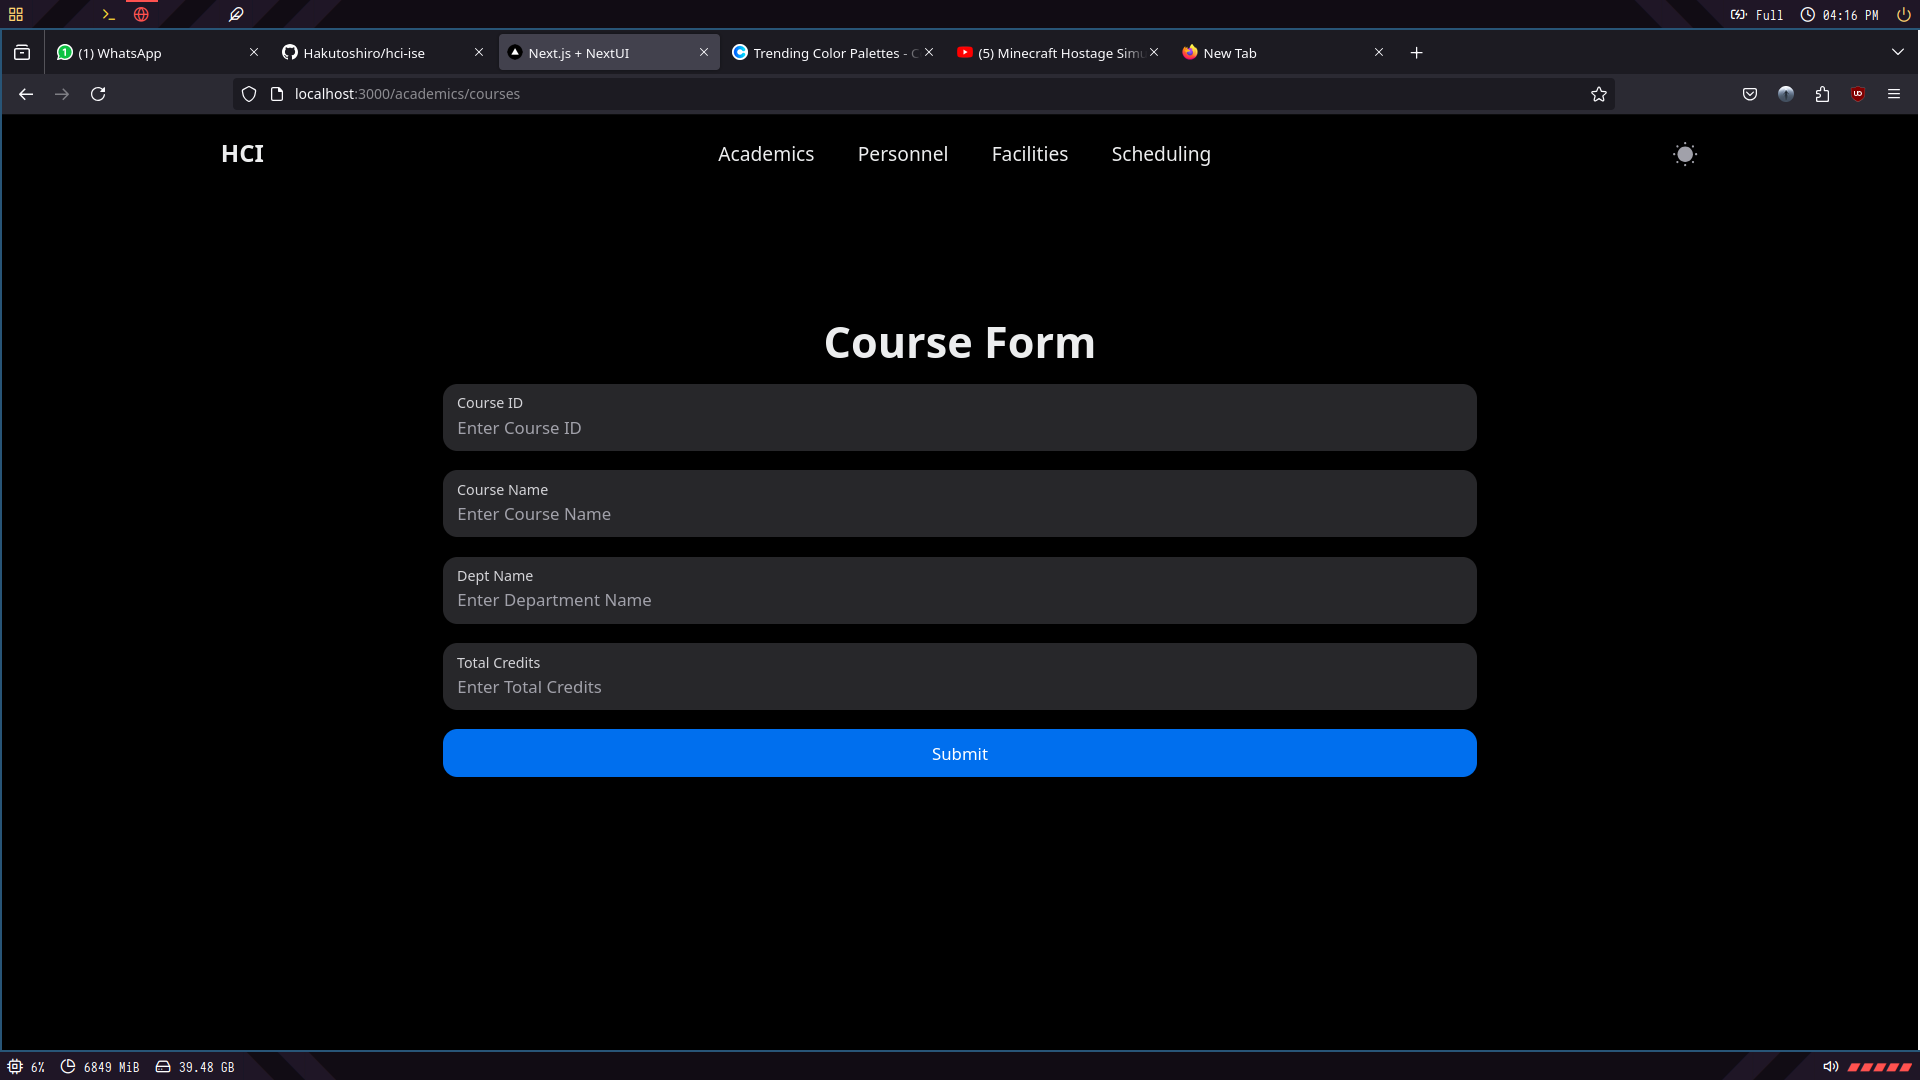 Full 04:16 PM
(1) WhatsApp
Hakutoshiro/hci-ise
Next.js + NextUI
Trending Color Palettes - C
(5) Minecraft Hostage Simu
New Tab
localhost:3000/academics/courses
HCI Academics Personnel Facilities Scheduling
Course Form
Course ID
Enter Course ID
Course Name
Enter Course Name
Dept Name
Enter Department Name
Total Credits
Enter Total Credits
Submit
6% 6849 MiB 39.48 GB